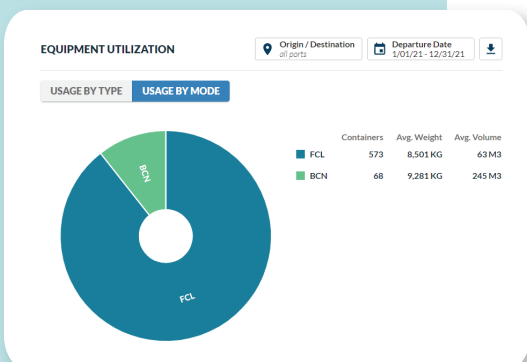 EQUIPMENT UTILIZATION
Origin / Destination
all ports
Departure Date
1/01/21 - 12/31/21
USAGE BY TYPE
USAGE BY MODE
Containers Avg. Weight Avg. Volume
FCL 573 8,501 KG 63 M3
BCN 68 9,281 KG 245 M3
BCN
FCL